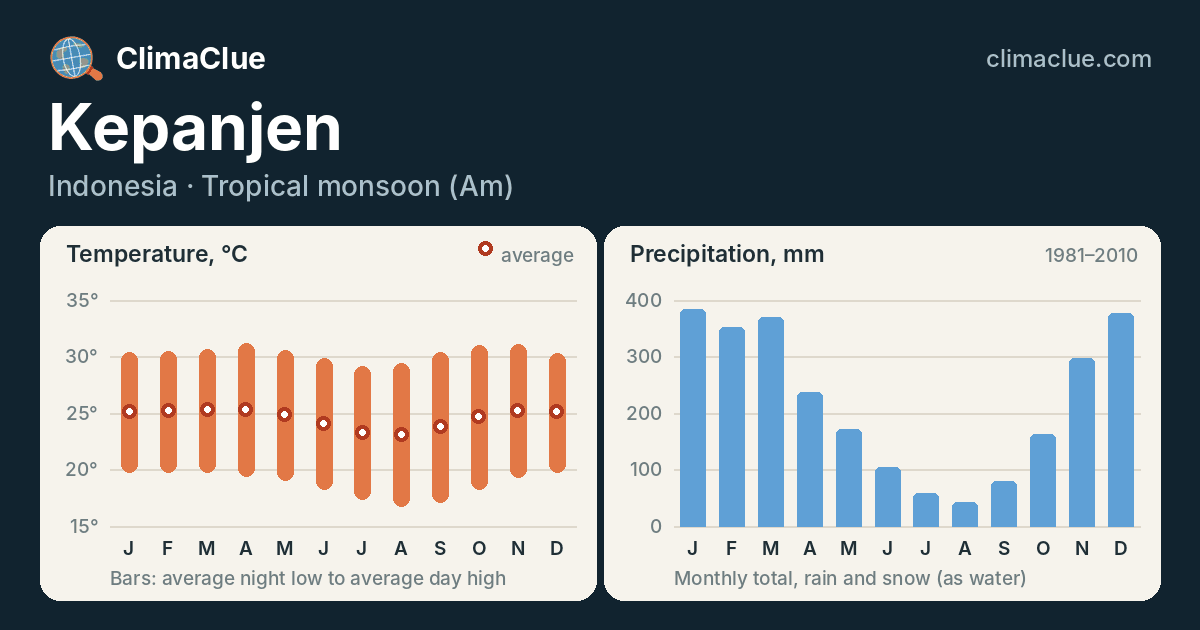 ClimaClue
climaclue.com
Kepanjen
Indonesia · Tropical monsoon (Am)
Temperature, °C
average
35°
30°
25°
20°
15°
J F M A M J J A S O N D
Bars: average night low to average day high
Precipitation, mm
1981–2010
400
300
200
100
0
J F M A M J J A S O N D
Monthly total, rain and snow (as water)